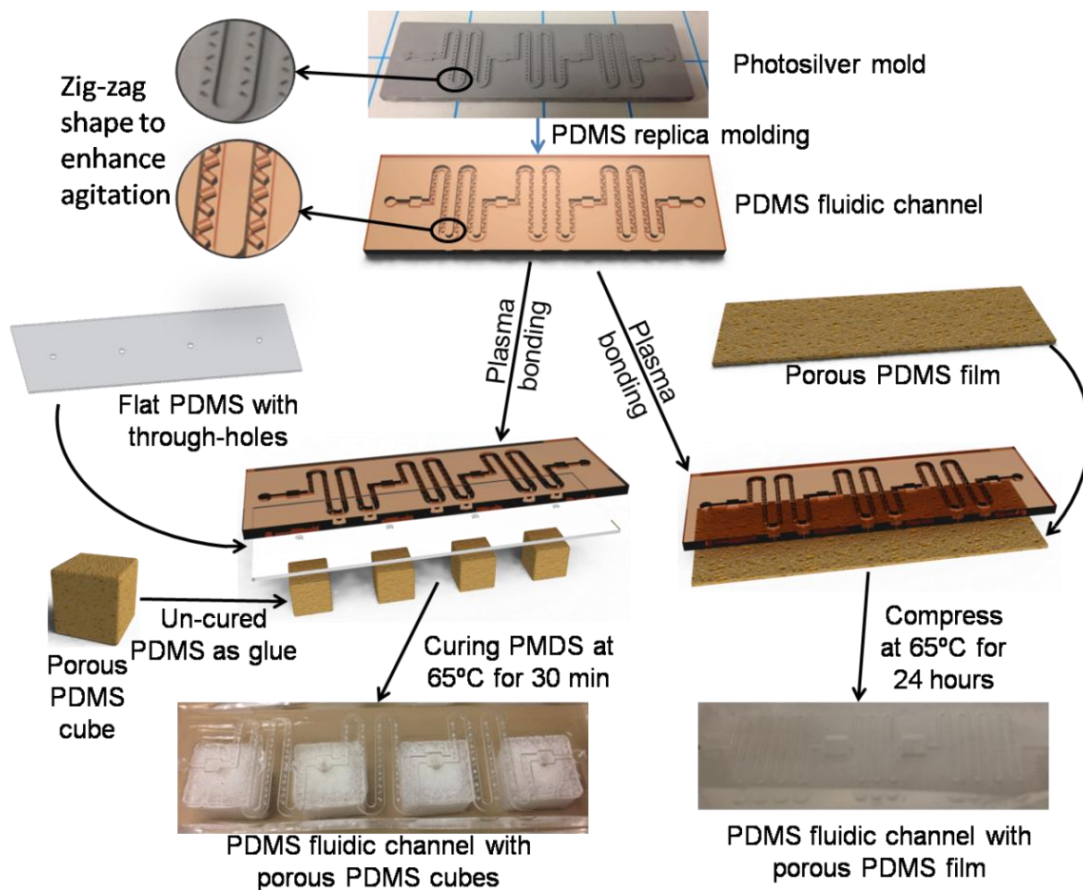 Photosilver mold
Zig-zag
shape to
enhance
agitation
PDMS replica molding
PDMS fluidic channel
Plasma
bonding
Plasma
bonding
Flat PDMS with
through-holes
Porous PDMS film
Un-cured
PDMS as glue
Porous
PDMS
cube
Curing PMDS at
65ºC for 30 min
Compress
at 65ºC for
24 hours
PDMS fluidic channel with
porous PDMS cubes
PDMS fluidic channel with
porous PDMS film